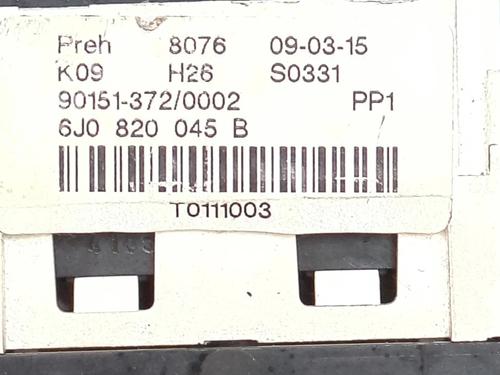 Preh 8076 09-03-15
K09 H26 S0331
90151-372/0002 PP1
6J0 820 045 B
T0111003